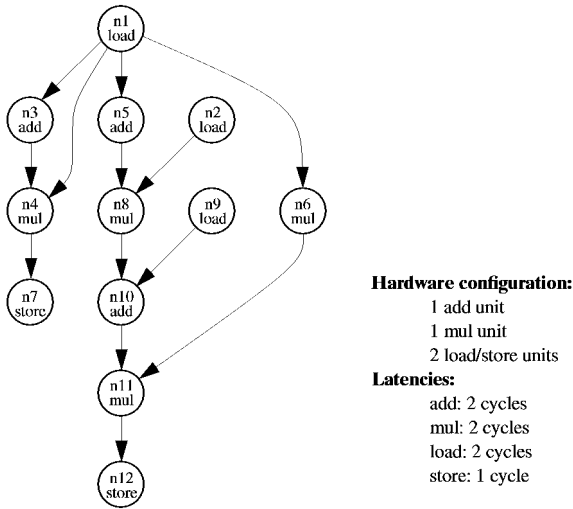 n1
load
n3
add
n5
add
n2
load
n4
mul
n8
mul
n9
load
n6
mul
n7
store
n10
add
n11
mul
n12
store
Hardware configuration:
1 add unit
1 mul unit
2 load/store units
Latencies:
add: 2 cycles
mul: 2 cycles
load: 2 cycles
store: 1 cycle